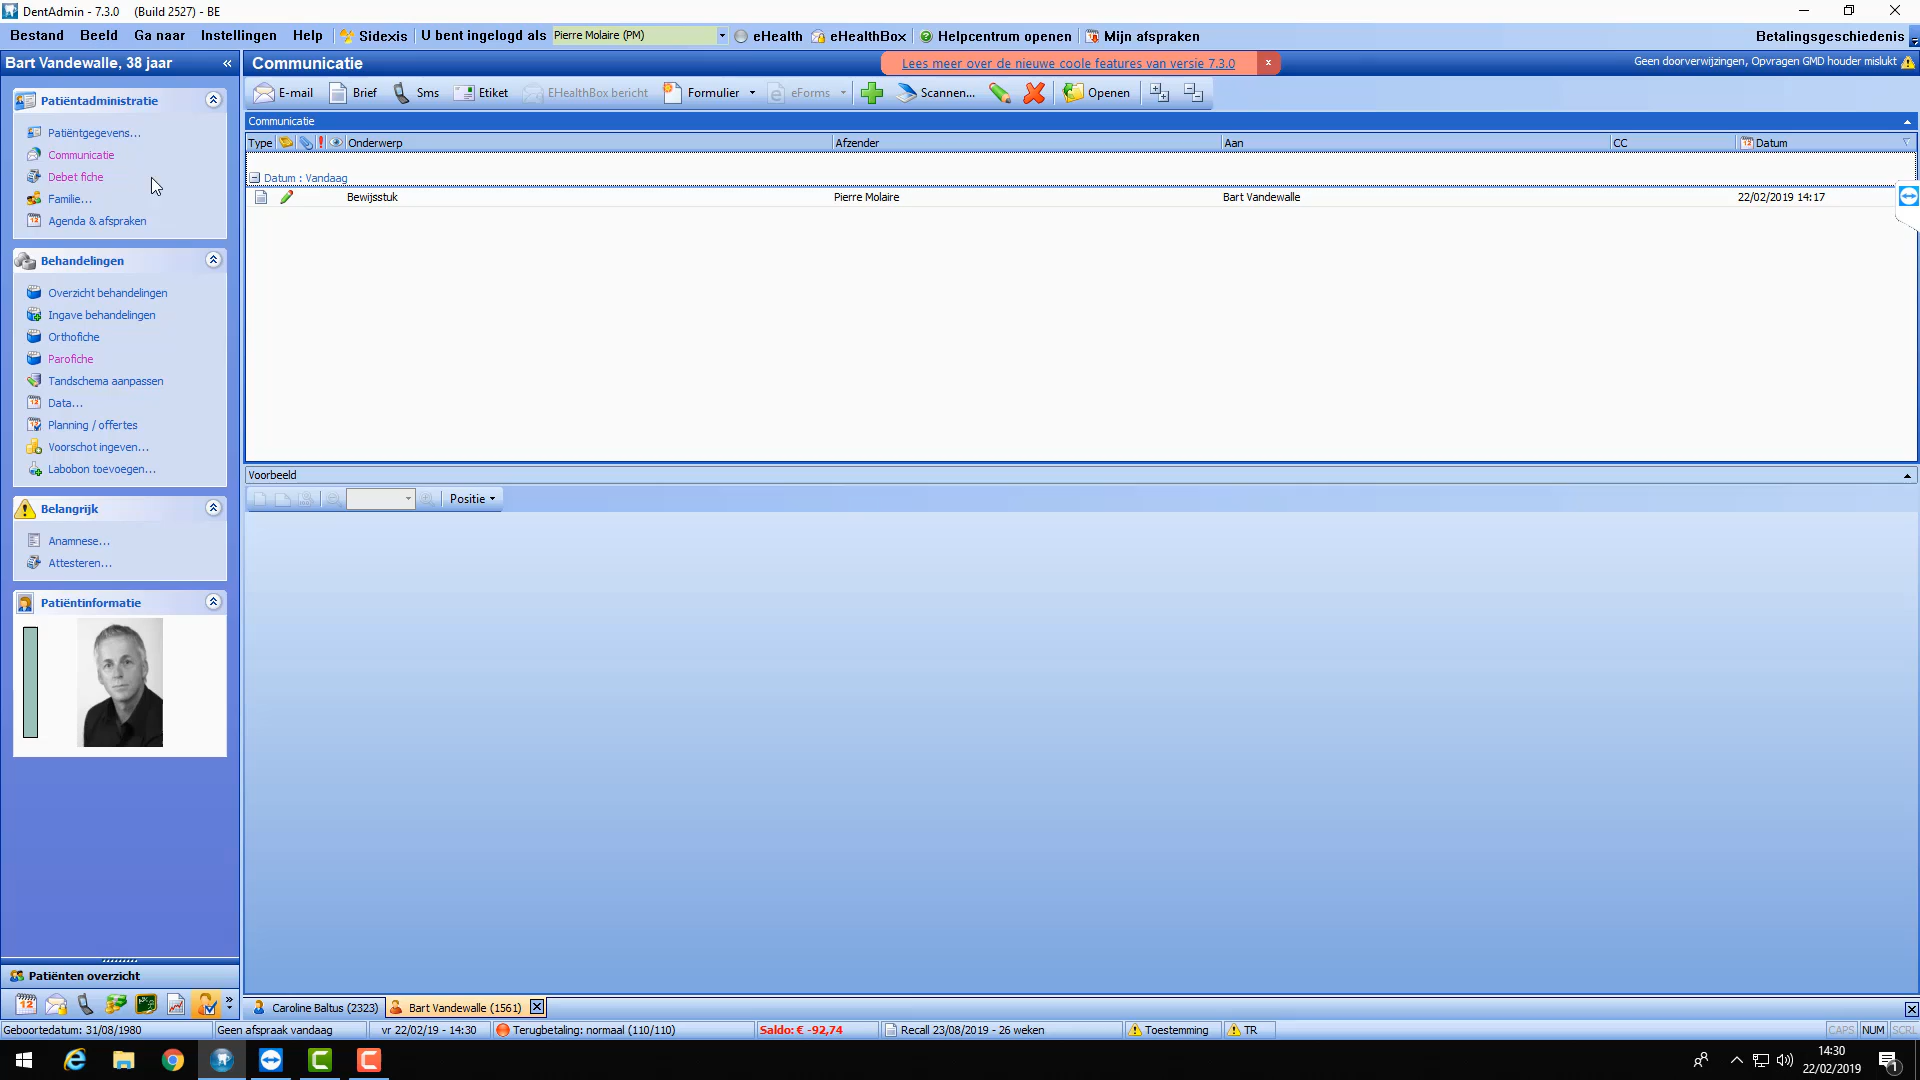 DentAdmin - 7.3.0 (Build 2527) - BE
Bestand Beeld Ga naar Instellingen Help Sidexis U bent ingelogd als Pierre Molaire (PM) eHealth eHealthBox Helpcentrum openen Mijn afspraken Betalingsgeschiedenis
Bart Vandewalle, 38 jaar «
Communicatie
Lees meer over de nieuwe coole features van versie 7.3.0 x
Geen doorverwijzingen, Opvragen GMD houder mislukt
E-mail Brief Sms Etiket EHealthBox bericht Formulier eForms Scannen... Openen
Patiëntadministratie
Patiëntgegevens...
Communicatie
Debet fiche
Familie...
Agenda & afspraken
Behandelingen
Overzicht behandelingen
Ingave behandelingen
Orthofiche
Parofiche
Tandschema aanpassen
Data...
Planning / offertes
Voorschot ingeven...
Labobon toevoegen...
Belangrijk
Anamnese...
Attesteren...
Patiëntinformatie
Patiënten overzicht
Communicatie
Type Onderwerp Afzender Aan CC Datum
Datum : Vandaag
Bewijsstuk Pierre Molaire Bart Vandewalle 22/02/2019 14:17
Voorbeeld
Positie
Caroline Baltus (2323) Bart Vandewalle (1561)
Geboortedatum: 31/08/1980 Geen afspraak vandaag vr 22/02/19 - 14:30 Terugbetaling: normaal (110/110) Saldo: € -92,74 Recall 23/08/2019 - 26 weken Toestemming TR CAPS NUM SCRL
14:30
22/02/2019
1